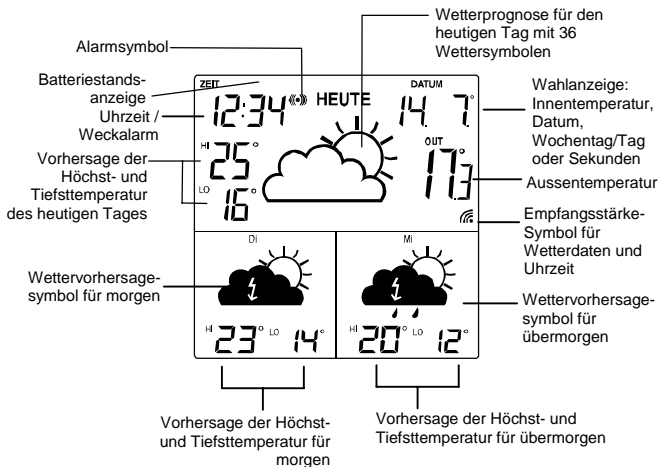 Wetterprognose für den
heutigen Tag mit 36
Wettersymbolen
Alarmsymbol
Batteriestands-
anzeige
Uhrzeit /
Weckalarm
Vorhersage der
Höchst- und
Tiefsttemperatur
des heutigen Tages
Wettervorhersage-
symbol für morgen
ZEIT
12:34
HEUTE
DATUM
14. 7.°
HI
25°
LO
16°
OUT
17.3°
Di
HI 23° LO 14°
Mi
HI 20° LO 12°
Wahlanzeige:
Innentemperatur,
Datum,
Wochentag/Tag
oder Sekunden
Aussentemperatur
Empfangsstärke-
Symbol für
Wetterdaten und
Uhrzeit
Wettervorhersage-
symbol für
übermorgen
Vorhersage der Höchst-
und Tiefsttemperatur für
morgen
Vorhersage der Höchst- und
Tiefsttemperatur für übermorgen